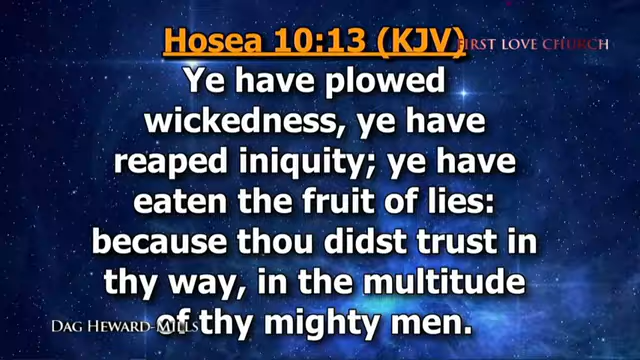 Hosea 10:13 (KJV)
FIRST LOVE CHURCH
Ye have plowed
wickedness, ye have
reaped iniquity; ye have
eaten the fruit of lies:
because thou didst trust in
thy way, in the multitude
of thy mighty men.
DAG HEWARD-MILLS